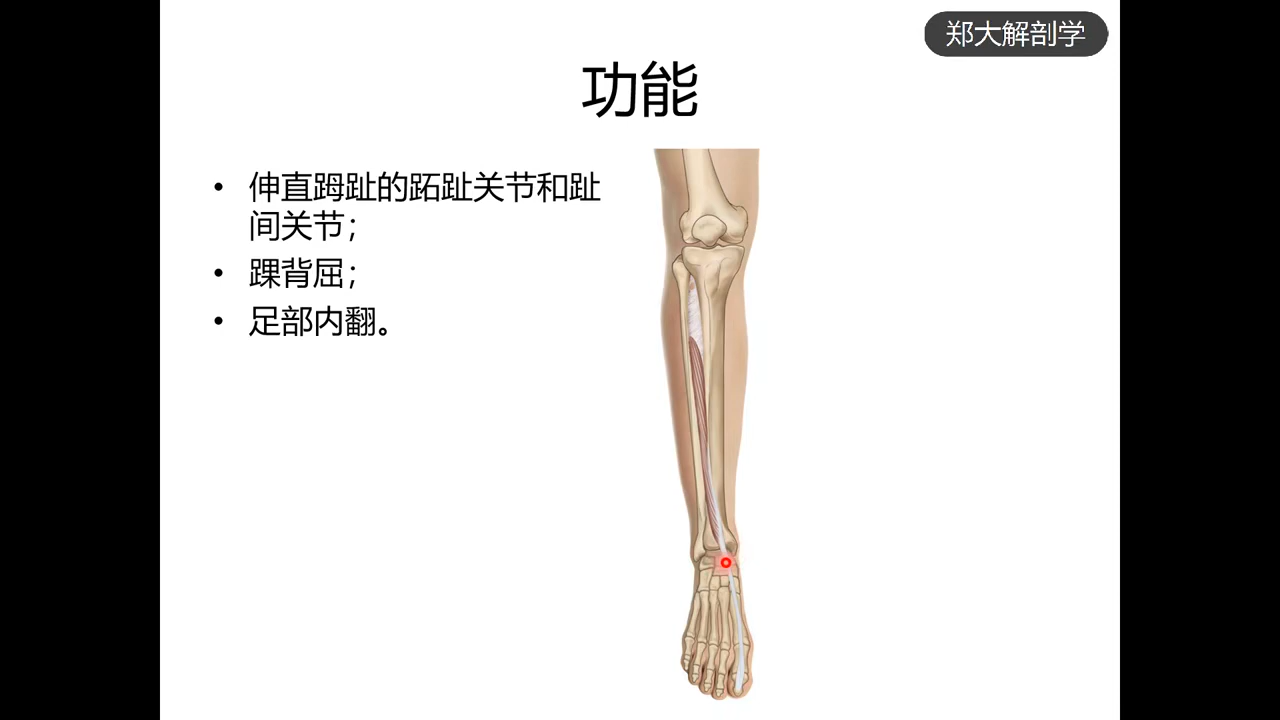 郑大解剖学
功能
• 伸直踇趾的跖趾关节和趾
间关节；
• 踝背屈；
• 足部内翻。